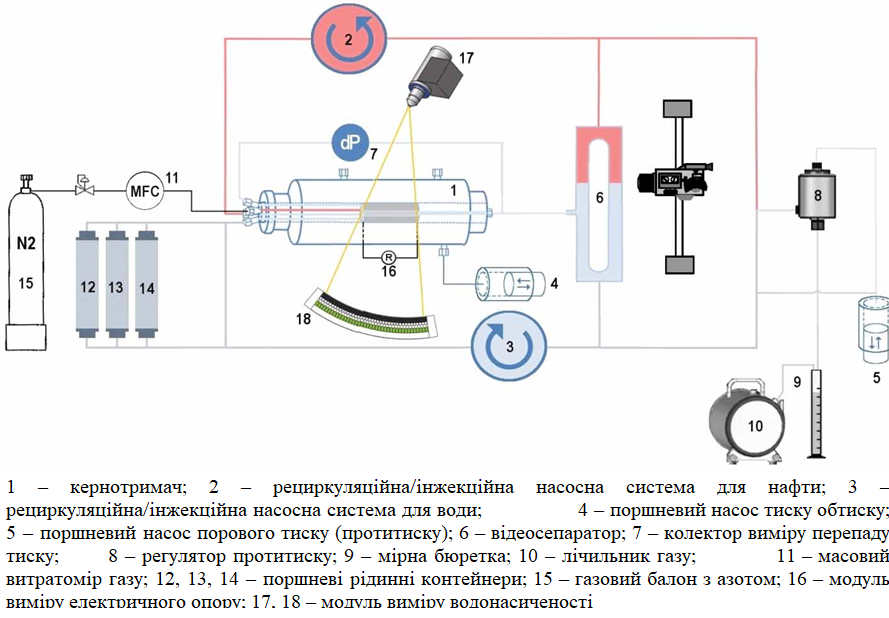 2
17
dP
7
1
11
MFC
6
8
N2
15
R
16
12
13
14
4
18
3
5
9
10
1 – кернотримач; 2 – рециркуляційна/інжекційна насосна система для нафти; 3 –
рециркуляційна/інжекційна насосна система для води; 4 – поршневий насос тиску обтиску;
5 – поршневий насос порового тиску (протитиску); 6 – відеосепаратор; 7 – колектор виміру перепаду
тиску; 8 – регулятор протитиску; 9 – мірна бюретка; 10 – лічильник газу; 11 – масовий
витратомір газу; 12, 13, 14 – поршневі рідинні контейнери; 15 – газовий балон з азотом; 16 – модуль
виміру електричного опору; 17, 18 – модуль виміру водонасиченості